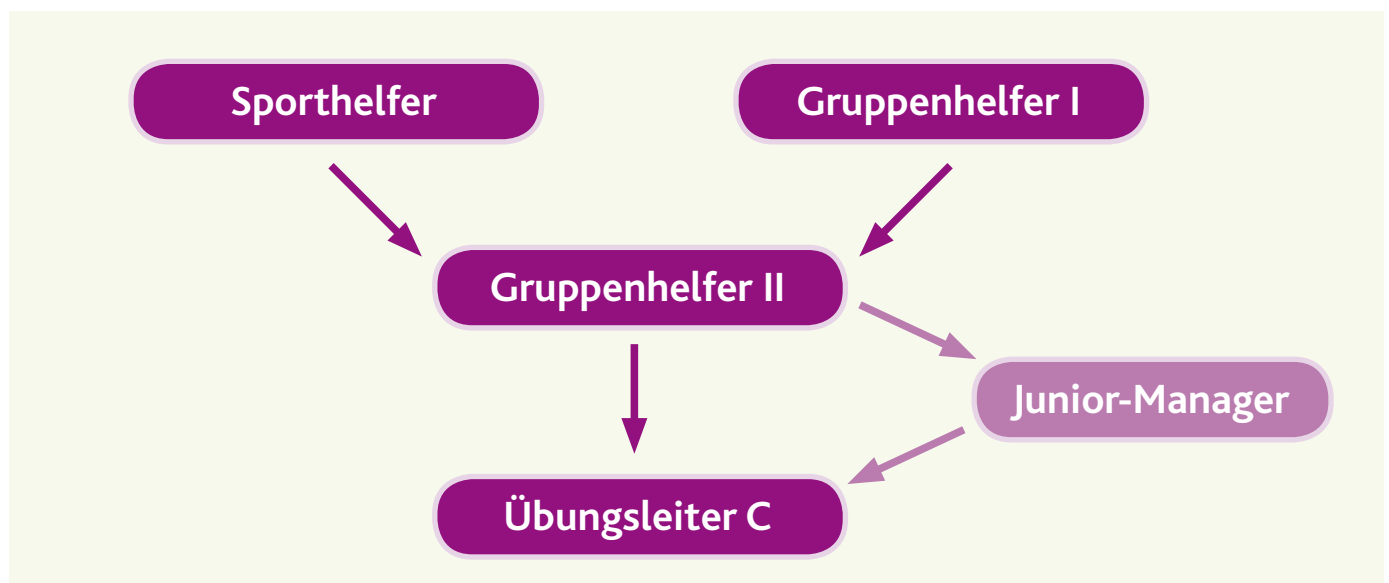 Sporthelfer
Gruppenhelfer I
Gruppenhelfer II
Junior-Manager
Übungsleiter C